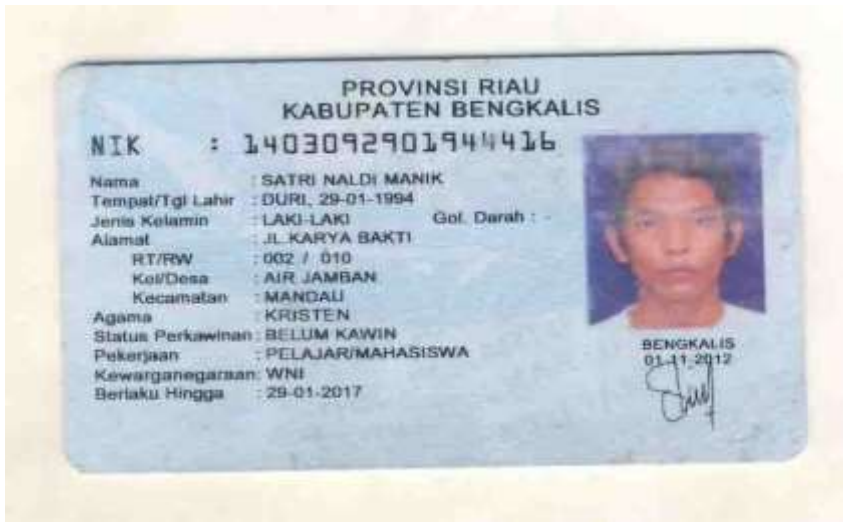 PROVINSI RIAU
KABUPATEN BENGKALIS
NIK : 1403092901944416
Nama : SATRI NALDI MANIK
Tempat/Tgl Lahir : DURI, 29-01-1994
Jenis Kelamin : LAKI-LAKI Gol. Darah : -
Alamat : JL KARYA BAKTI
RT/RW : 002 / 010
Kel/Desa : AIR JAMBAN
Kecamatan : MANDAU
Agama : KRISTEN
Status Perkawinan : BELUM KAWIN
Pekerjaan : PELAJAR/MAHASISWA
Kewarganegaraan: WNI
Berlaku Hingga : 29-01-2017
BENGKALIS
01-11-2012